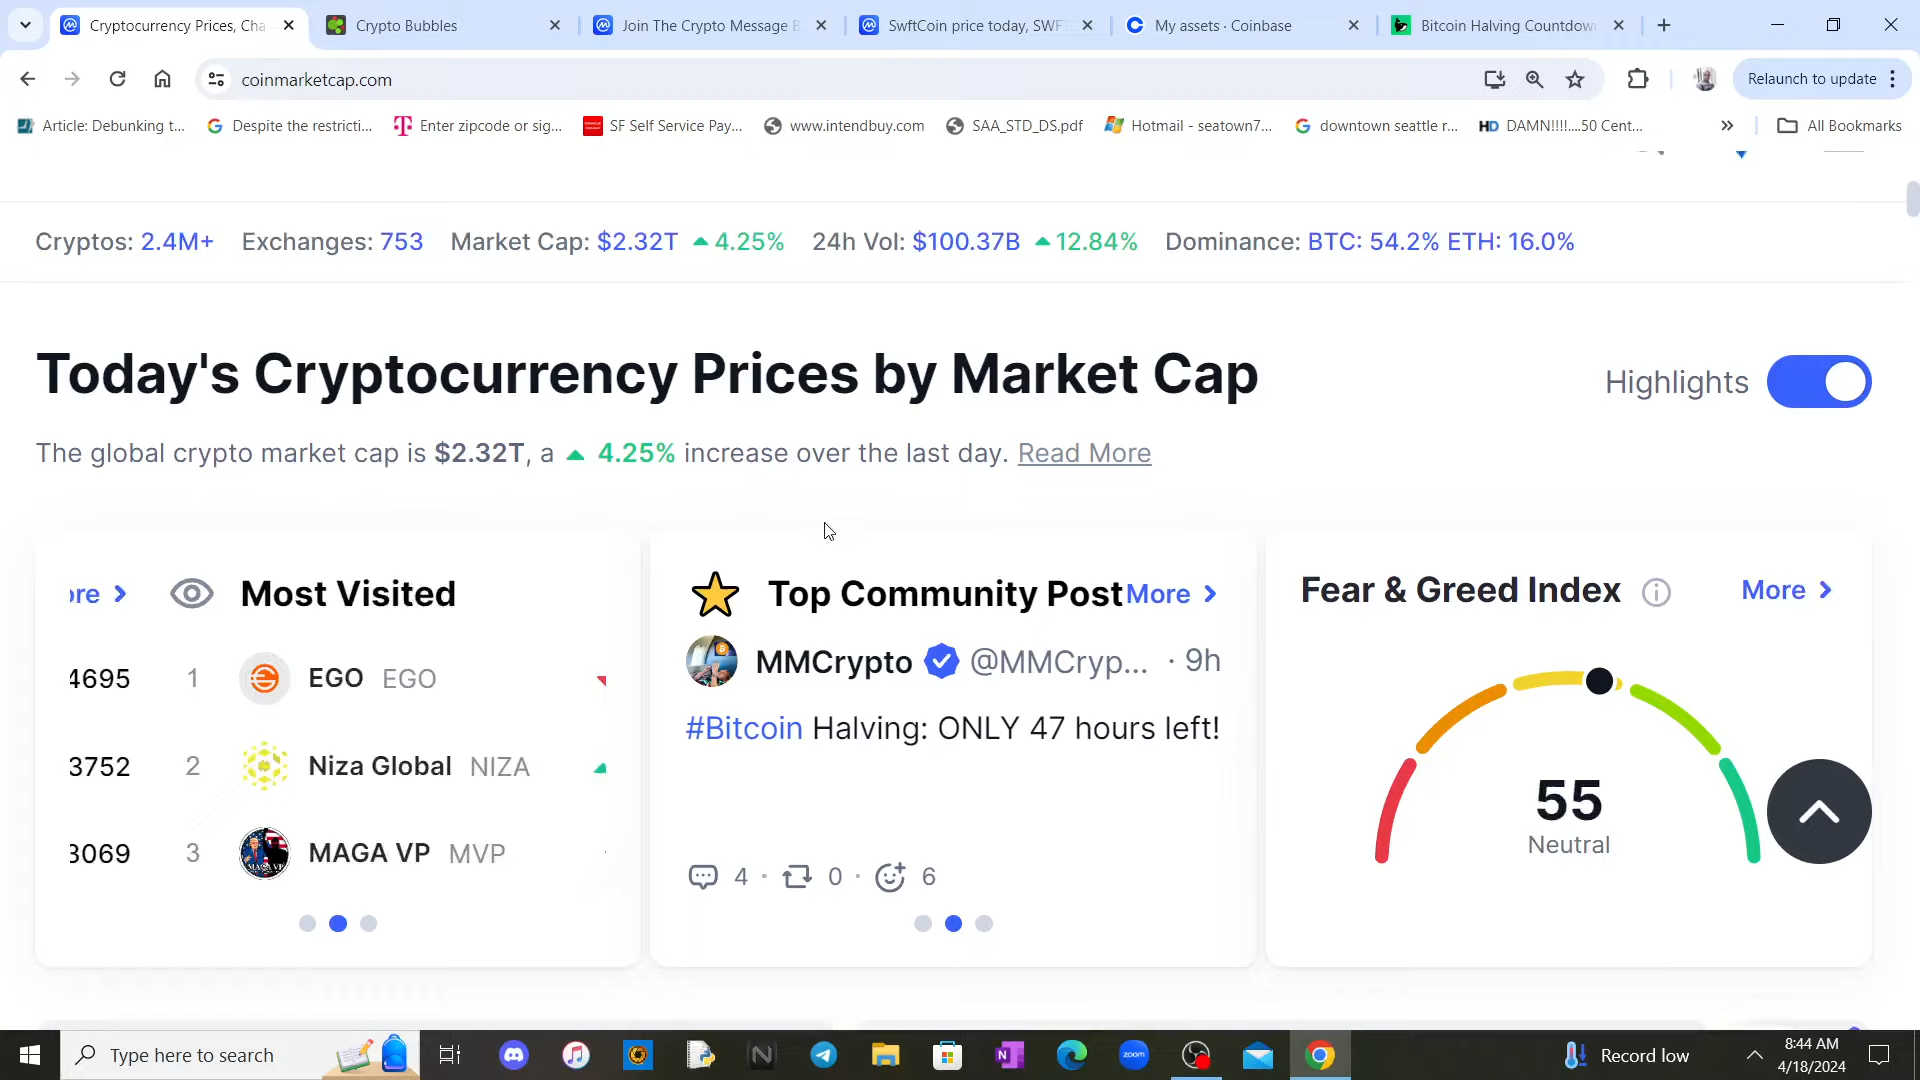 Cryptocurrency Prices, Cha
Crypto Bubbles
Join The Crypto Message B
SwftCoin price today, SWF
My assets · Coinbase
Bitcoin Halving Countdow
coinmarketcap.com
Relaunch to update
Article: Debunking t...
Despite the restricti...
Enter zipcode or sig...
SF Self Service Pay...
www.intendbuy.com
SAA_STD_DS.pdf
Hotmail - seatown7...
downtown seattle r...
HD DAMN!!!!....50 Cent...
All Bookmarks
Cryptos: 2.4M+ Exchanges: 753 Market Cap: $2.32T 4.25% 24h Vol: $100.37B 12.84% Dominance: BTC: 54.2% ETH: 16.0%
Today's Cryptocurrency Prices by Market Cap
Highlights
The global crypto market cap is $2.32T, a 4.25% increase over the last day. Read More
ore
Most Visited
4695 1 EGO EGO
3752 2 Niza Global NIZA
3069 3 MAGA VP MVP
Top Community Post More
MMCrypto @MMCryp... · 9h
#Bitcoin Halving: ONLY 47 hours left!
4 · 0 · 6
Fear & Greed Index More
55
Neutral
Type here to search
zoom
Record low
8:44 AM
4/18/2024